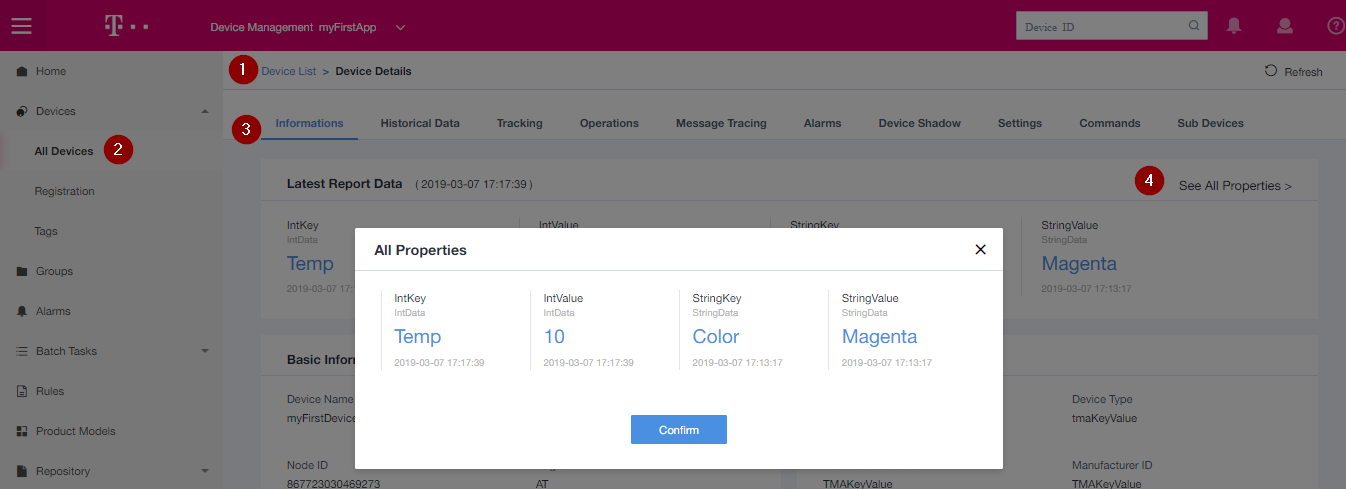 T
Device Management myFirstApp
Device ID
Home
1
Device List > Device Details
Refresh
Devices
3
Informations
Historical Data
Tracking
Operations
Message Tracing
Alarms
Device Shadow
Settings
Commands
Sub Devices
All Devices
2
Registration
Tags
Groups
Alarms
Batch Tasks
Rules
Product Models
Repository
Latest Report Data ( 2019-03-07 17:17:39 )
4
See All Properties >
IntKey
IntData
Temp
2019-03-07 17:1
IntValue
StringKey
StringValue
StringData
Magenta
2019-03-07 17:13:17
All Properties
IntKey
IntData
Temp
2019-03-07 17:17:39
IntValue
IntData
10
2019-03-07 17:17:39
StringKey
StringData
Color
2019-03-07 17:13:17
StringValue
StringData
Magenta
2019-03-07 17:13:17
Confirm
Basic Infor
Device Name
myFirstDevice
Device Type
tmaKeyValue
Node ID
867723030469273
AT
TMAKeyValue
Manufacturer ID
TMAKeyValue